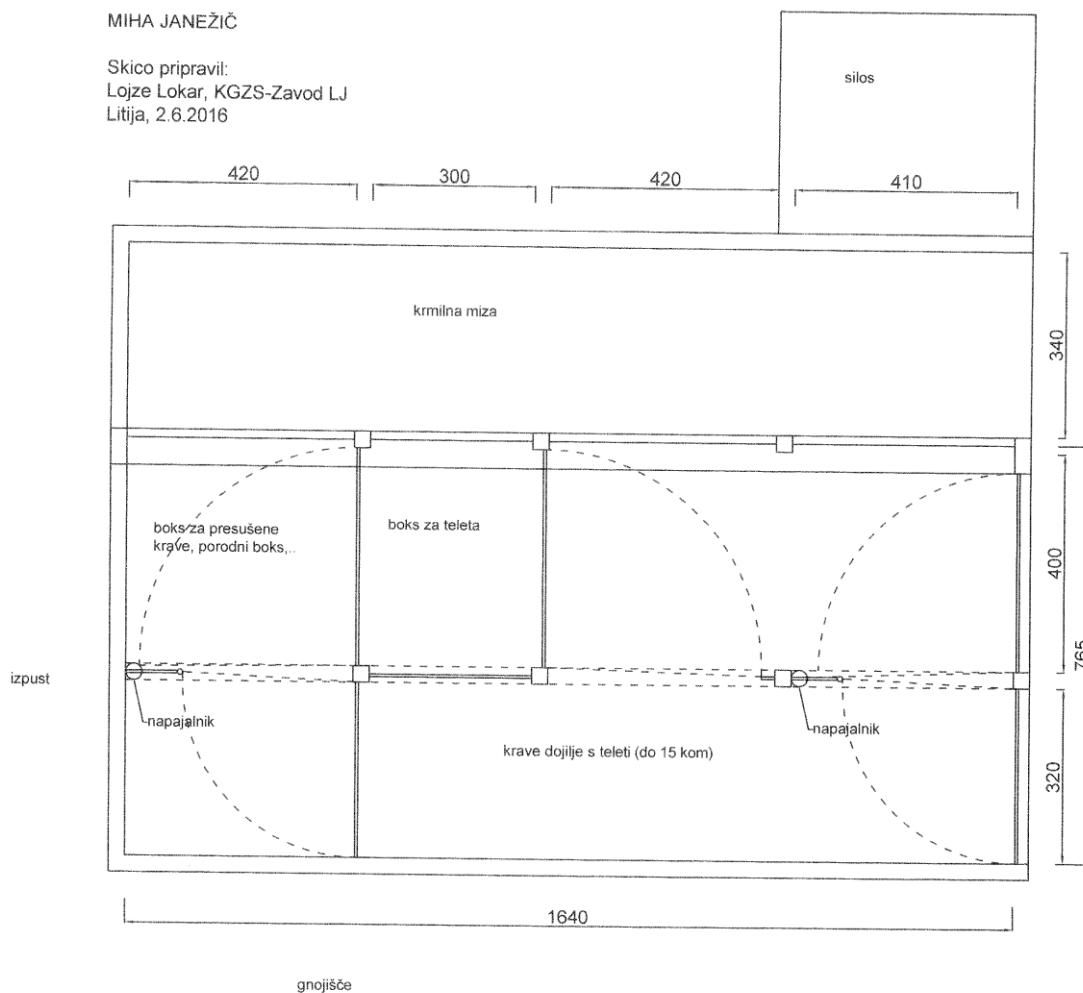 MIHA JANEŽIČ
Skico pripravil:
Lojze Lokar, KGZS-Zavod LJ
Litija, 2.6.2016
silos
420
300
420
410
krmilna miza
340
boks za presušene
krave, porodni boks,..
boks za teleta
400
765
izpust
napajalnik
napajalnik
krave dojilje s teleti (do 15 kom)
320
1640
gnojišče